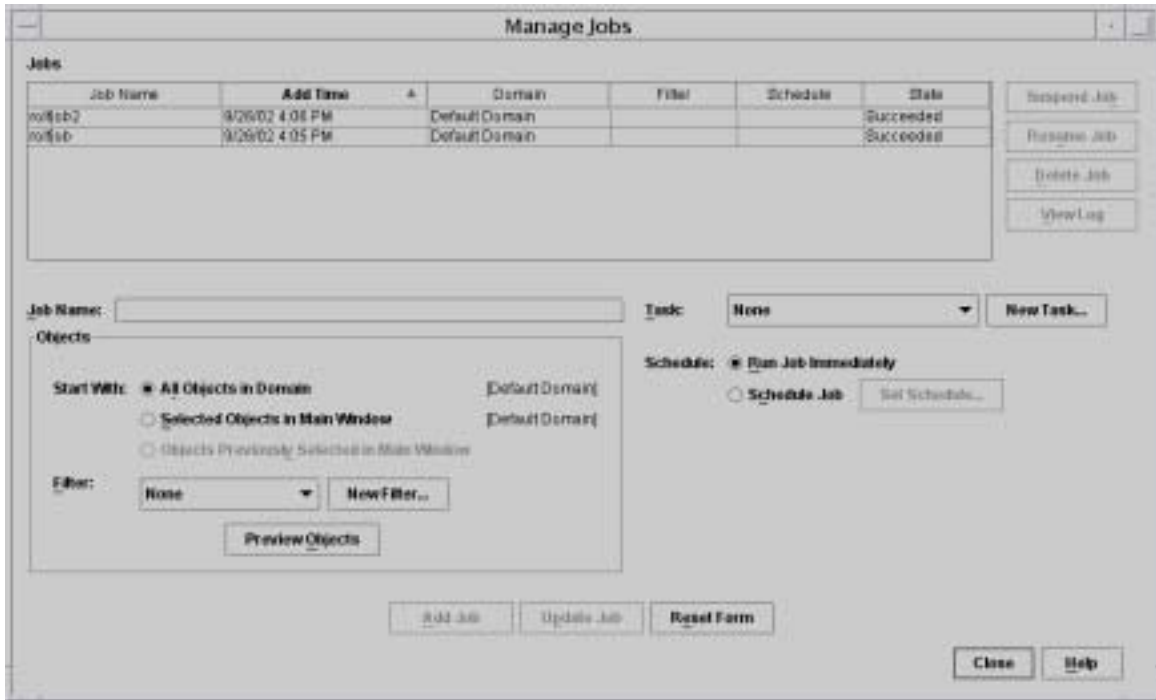 Manage Jobs
Jobs
Job Name Add Time Domain Filter Schedule State
9/26/02 4:06 PM Default Domain Succeeded
9/26/02 4:05 PM Default Domain Succeeded
Suspend Job
Resume Job
Delete Job
View Log
Job Name:
Task: None New Task...
Objects
Start With: All Objects in Domain [Default Domain]
Selected Objects in Main Window [Default Domain]
Objects Previously Selected in Main Window
Filter: None New Filter...
Preview Objects
Schedule: Run Job Immediately
Schedule Job Set Schedule...
Add Job Update Job Reset Form
Close Help